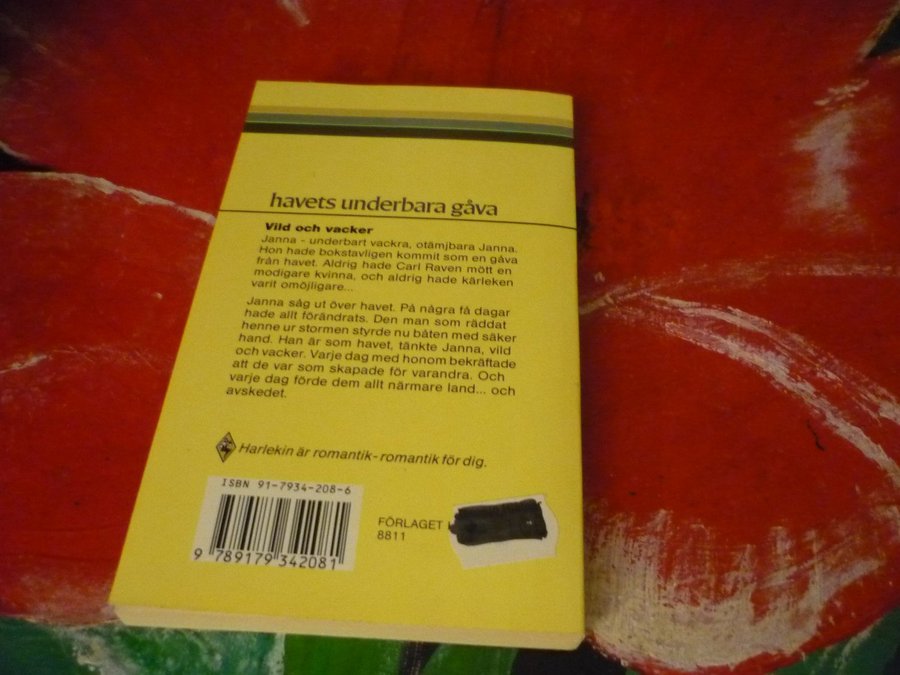 havets underbara gåva
Vild och vacker
Janna - underbart vackra, otämjbara Janna.
Hon hade bokstavligen kommit som en gåva
från havet. Aldrig hade Carl Raven mött en
modigare kvinna, och aldrig hade kärleken
varit omöjligare...
Janna såg ut över havet. På några få dagar
hade allt förändrats. Den man som räddat
henne ur stormen styrde nu båten med säker
hand. Han är som havet, tänkte Janna, vild
och vacker. Varje dag med honom bekräftade
att de var som skapade för varandra. Och
varje dag förde dem allt närmare land... och
avskedet.
Harlekin är romantik - romantik för dig.
ISBN 91-7934-208-6
9 789179 342081
FÖRLAGET
8811